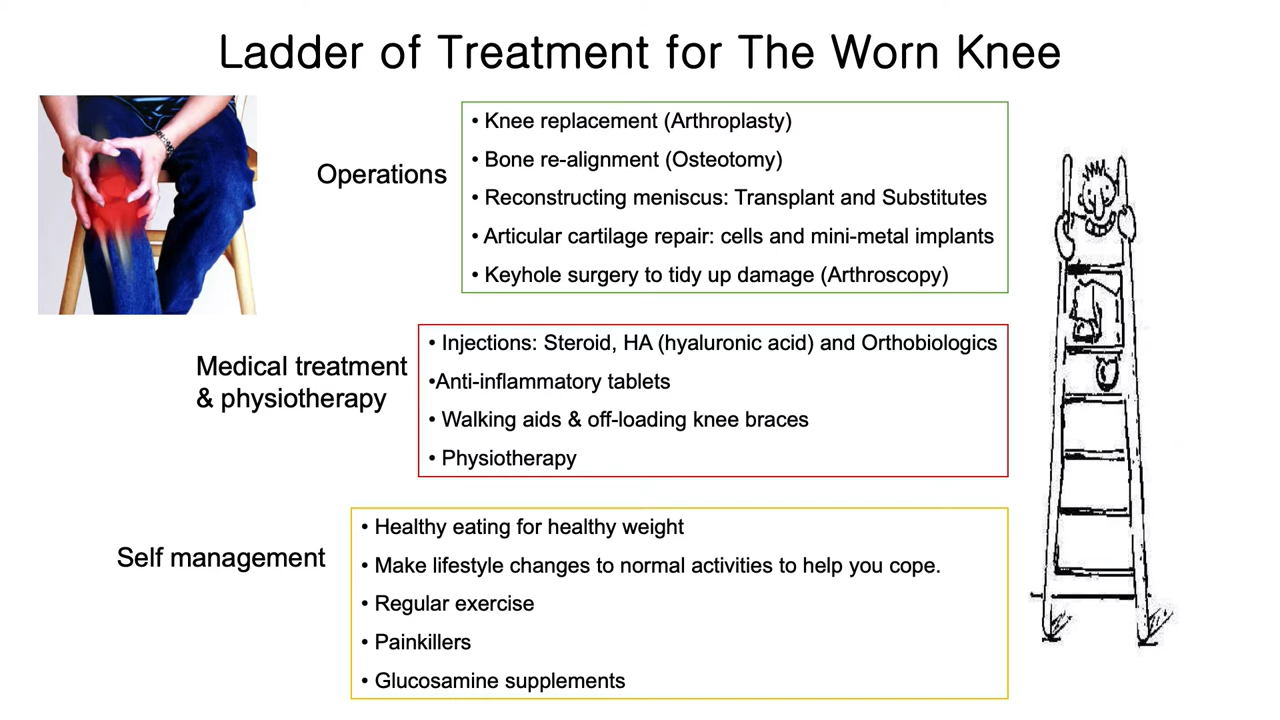 Ladder of Treatment for The Worn Knee
Operations
• Knee replacement (Arthroplasty)
• Bone re-alignment (Osteotomy)
• Reconstructing meniscus: Transplant and Substitutes
• Articular cartilage repair: cells and mini-metal implants
• Keyhole surgery to tidy up damage (Arthroscopy)
Medical treatment
& physiotherapy
• Injections: Steroid, HA (hyaluronic acid) and Orthobiologics
•Anti-inflammatory tablets
• Walking aids & off-loading knee braces
• Physiotherapy
Self management
• Healthy eating for healthy weight
• Make lifestyle changes to normal activities to help you cope.
• Regular exercise
• Painkillers
• Glucosamine supplements